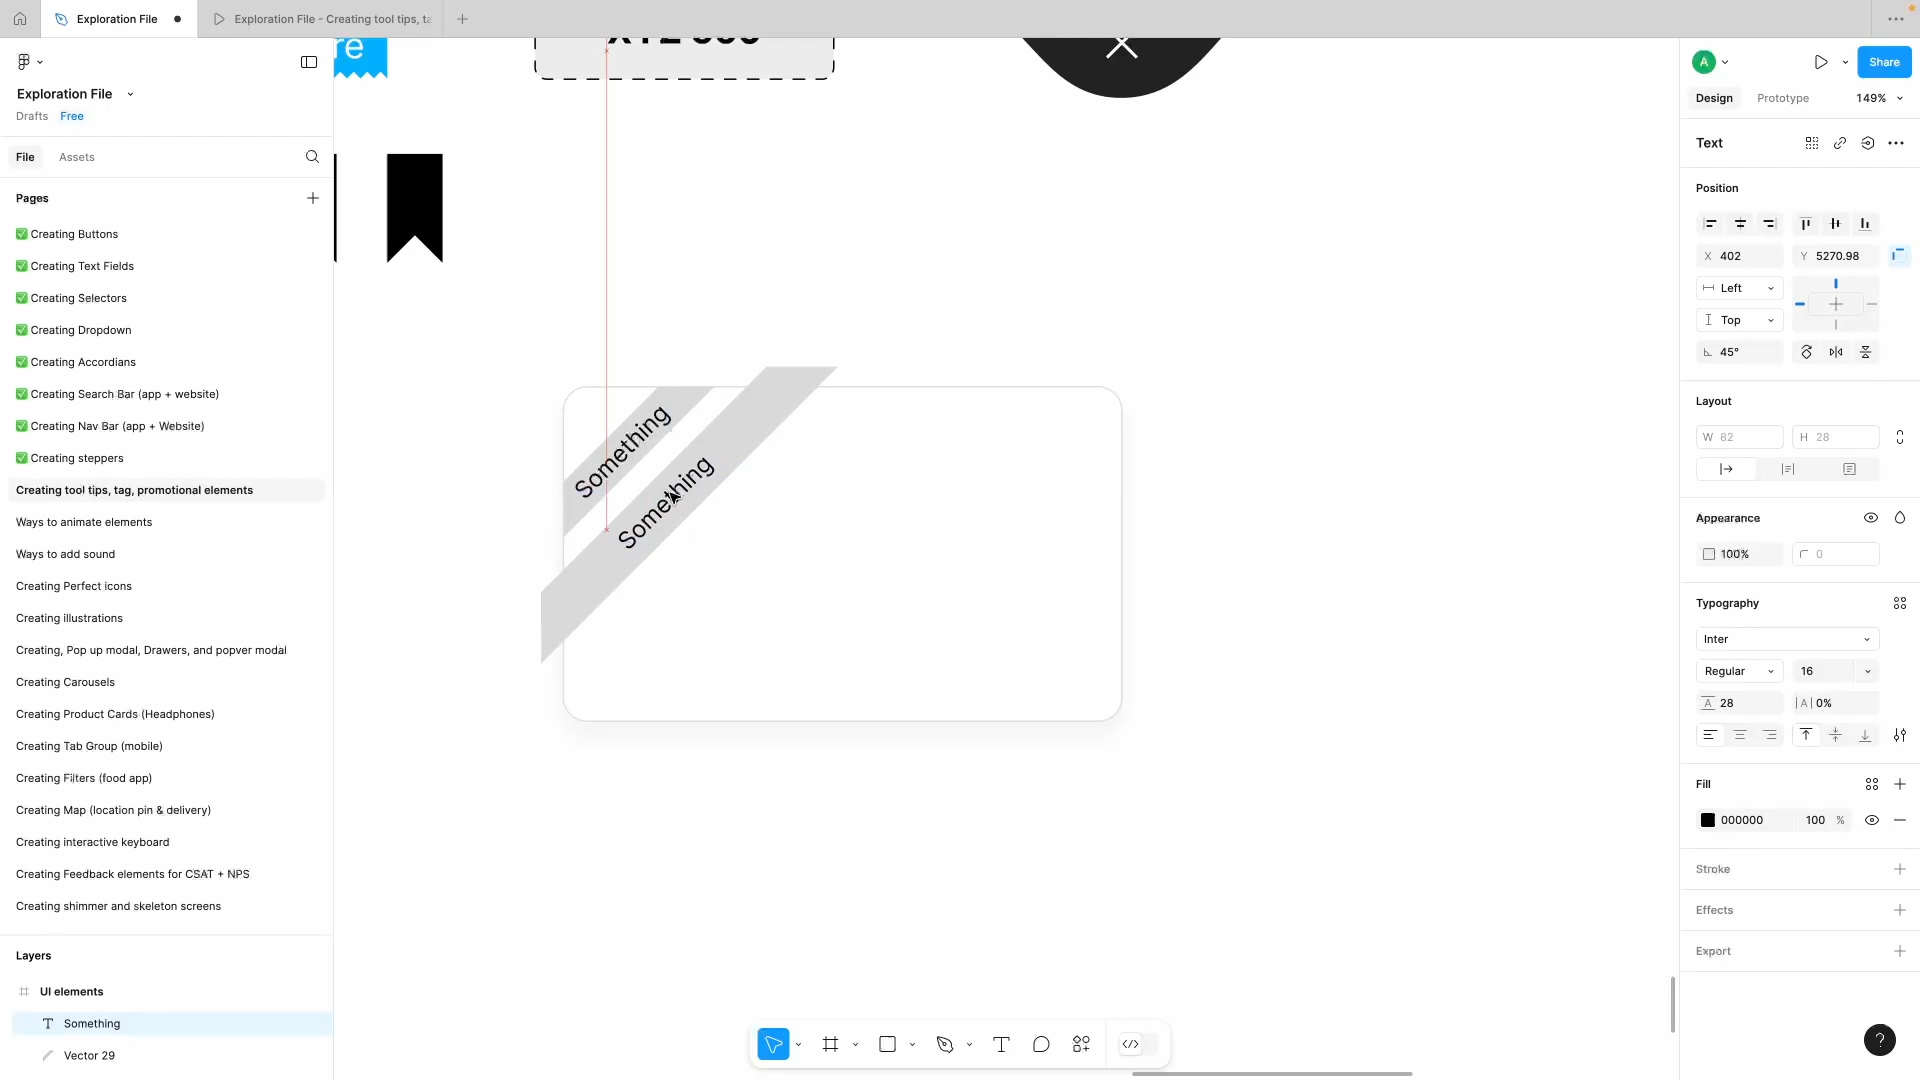 Exploration File
Exploration File - Creating tool tips, ta
Exploration File
Drafts Free
File Assets
Pages
Creating Buttons
Creating Text Fields
Creating Selectors
Creating Dropdown
Creating Accordians
Creating Search Bar (app + website)
Creating Nav Bar (app + Website)
Creating steppers
Creating tool tips, tag, promotional elements
Ways to animate elements
Ways to add sound
Creating Perfect icons
Creating illustrations
Creating, Pop up modal, Drawers, and popver modal
Creating Carousels
Creating Product Cards (Headphones)
Creating Tab Group (mobile)
Creating Filters (food app)
Creating Map (location pin & delivery)
Creating interactive keyboard
Creating Feedback elements for CSAT + NPS
Creating shimmer and skeleton screens
Layers
UI elements
Something
Vector 29
re
Something
Something
A
Share
Design Prototype 149%
Text
Position
X 402 Y 5270.98
Left
Top
45°
Layout
W 82 H 28
Appearance
100% 0
Typography
Inter
Regular 16
28 |A| 0%
Fill
000000 100 %
Stroke
Effects
Export
?